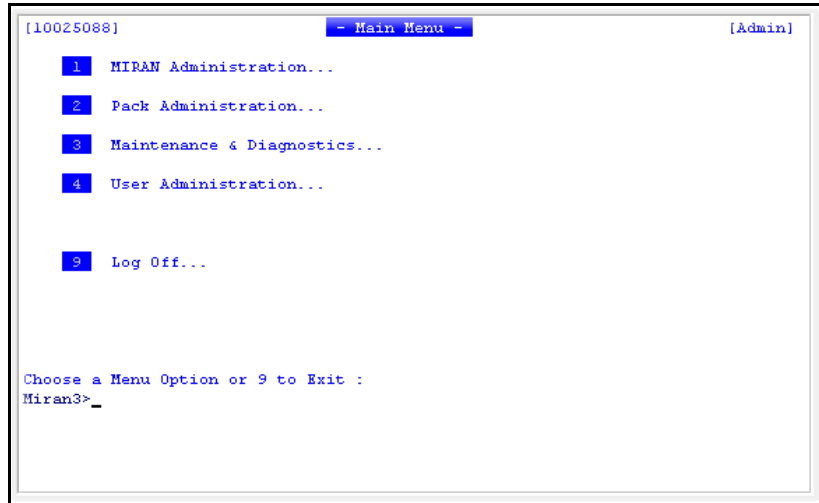 [10025088] - Main Menu - [Admin]
1 MIRAN Administration...
2 Pack Administration...
3 Maintenance & Diagnostics...
4 User Administration...
9 Log Off...
Choose a Menu Option or 9 to Exit :
Miran3>_